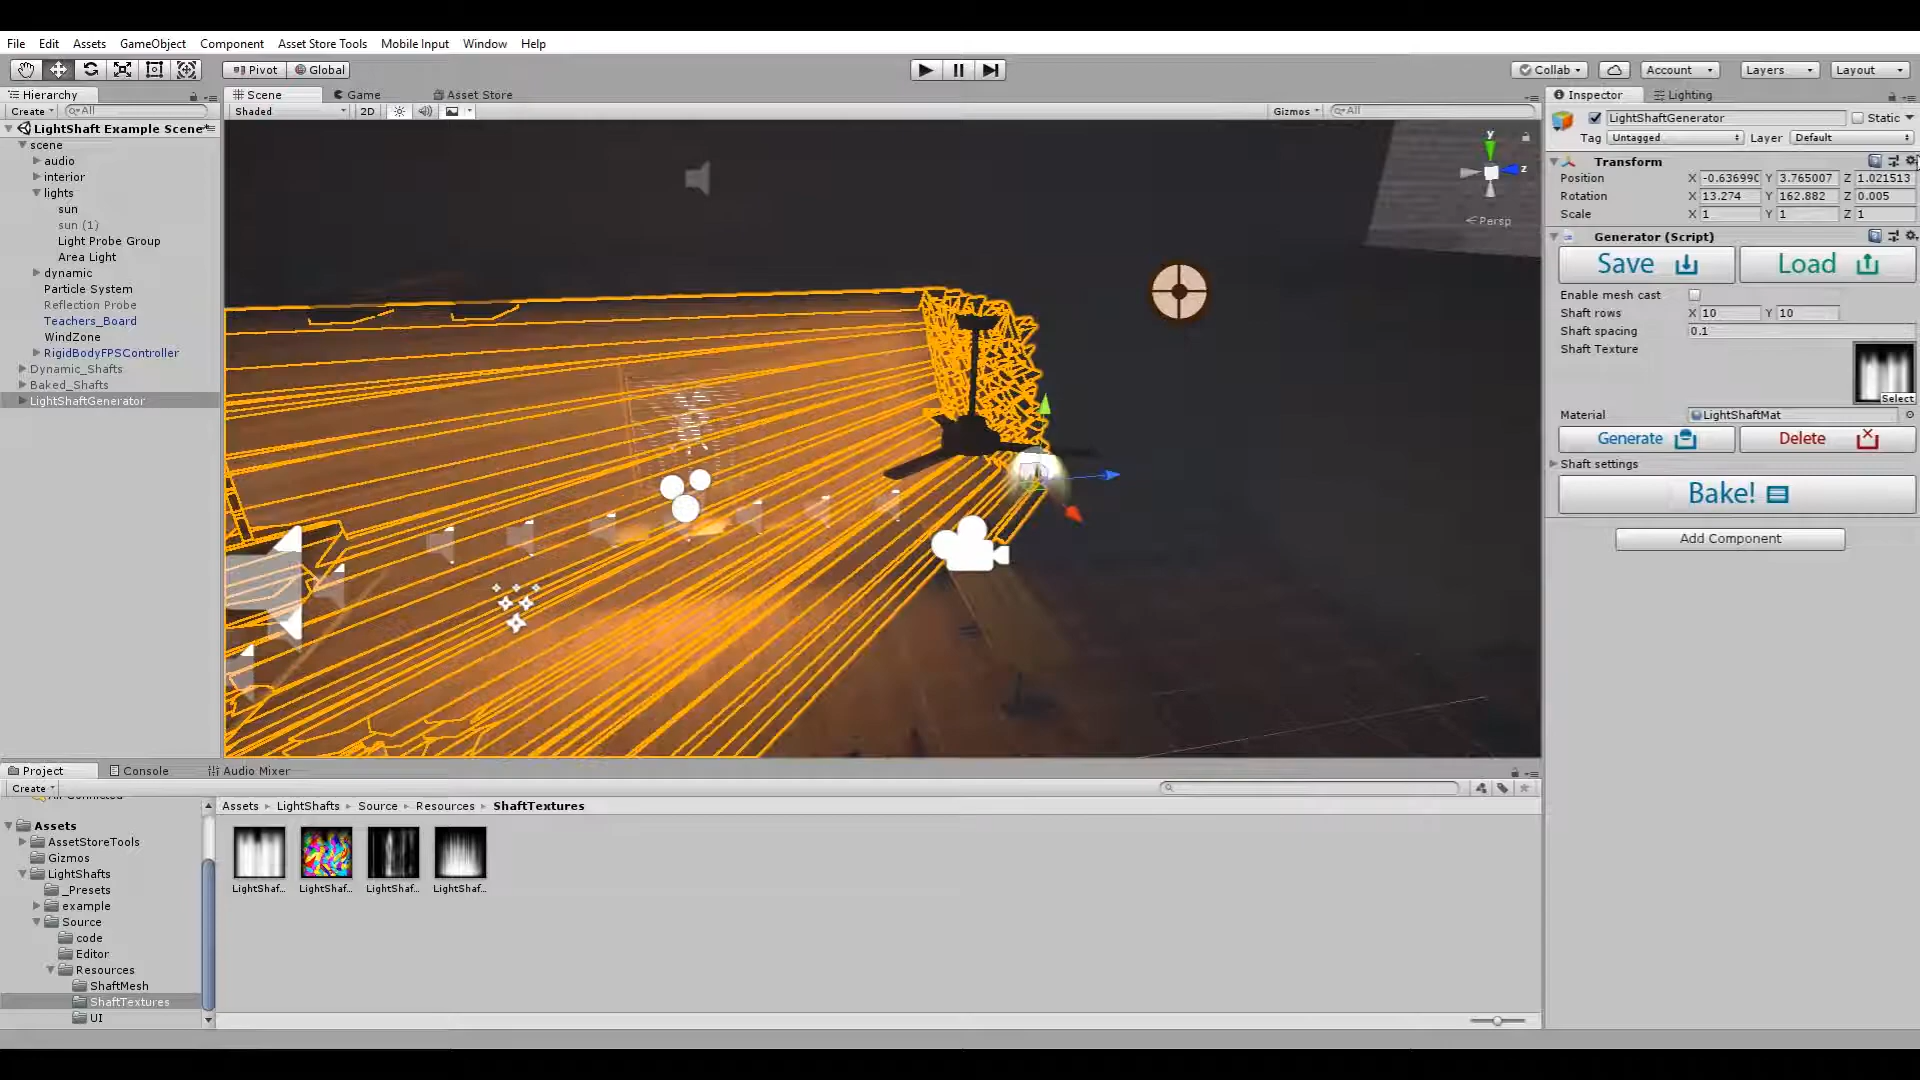 File Edit Assets GameObject Component Asset Store Tools Mobile Input Window Help
Pivot Global Collab Account Layers Layout
Hierarchy
Create All
LightShaft Example Scene*
scene
audio
interior
lights
sun
sun (1)
Light Probe Group
Area Light
dynamic
Particle System
Reflection Probe
Teachers_Board
WindZone
RigidBodyFPSController
Dynamic_Shafts
Baked_Shafts
LightShaftGenerator
Scene Game Asset Store
Shaded 2D Gizmos All
y
z
Persp
Inspector Lighting
LightShaftGenerator Static
Tag Untagged Layer Default
Transform
Position X -0.63699 Y 3.765007 Z 1.021513
Rotation X 13.274 Y 162.882 Z 0.005
Scale X 1 Y 1 Z 1
Generator (Script)
Save Load
Enable mesh cast
Shaft rows X 10 Y 10
Shaft spacing 0.1
Shaft Texture
Select
Material LightShaftMat
Generate Delete
Shaft settings
Bake!
Add Component
Project Console Audio Mixer
Create
Assets
AssetStoreTools
Gizmos
LightShafts
_Presets
example
Source
code
Editor
Resources
ShaftMesh
ShaftTextures
UI
Assets LightShafts Source Resources ShaftTextures
LightShaf... LightShaf... LightShaf... LightShaf...